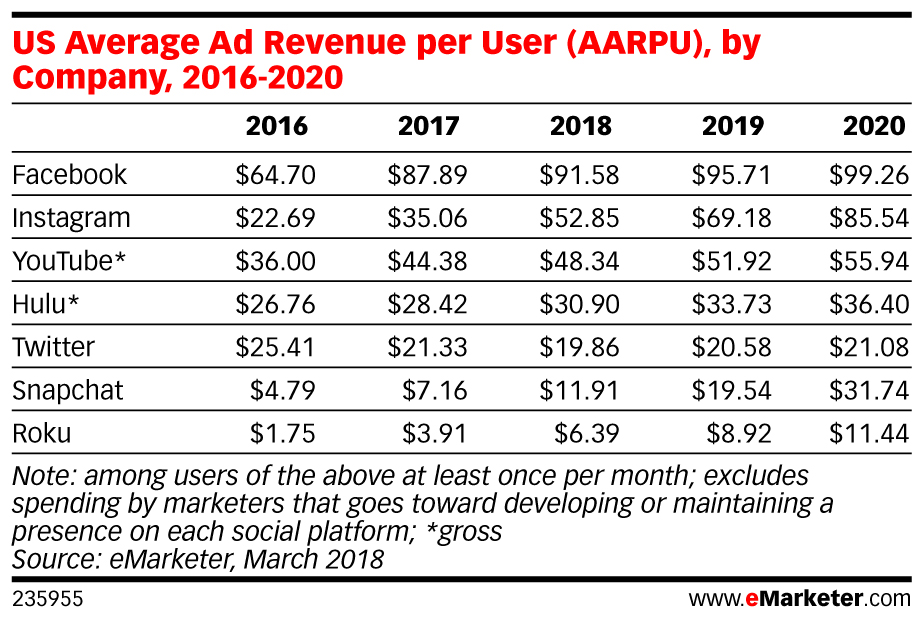 US Average Ad Revenue per User (AARPU), by
Company, 2016-2020
2016 2017 2018 2019 2020
Facebook $64.70 $87.89 $91.58 $95.71 $99.26
Instagram $22.69 $35.06 $52.85 $69.18 $85.54
YouTube* $36.00 $44.38 $48.34 $51.92 $55.94
Hulu* $26.76 $28.42 $30.90 $33.73 $36.40
Twitter $25.41 $21.33 $19.86 $20.58 $21.08
Snapchat $4.79 $7.16 $11.91 $19.54 $31.74
Roku $1.75 $3.91 $6.39 $8.92 $11.44
Note: among users of the above at least once per month; excludes
spending by marketers that goes toward developing or maintaining a
presence on each social platform; *gross
Source: eMarketer, March 2018
235955 www.eMarketer.com